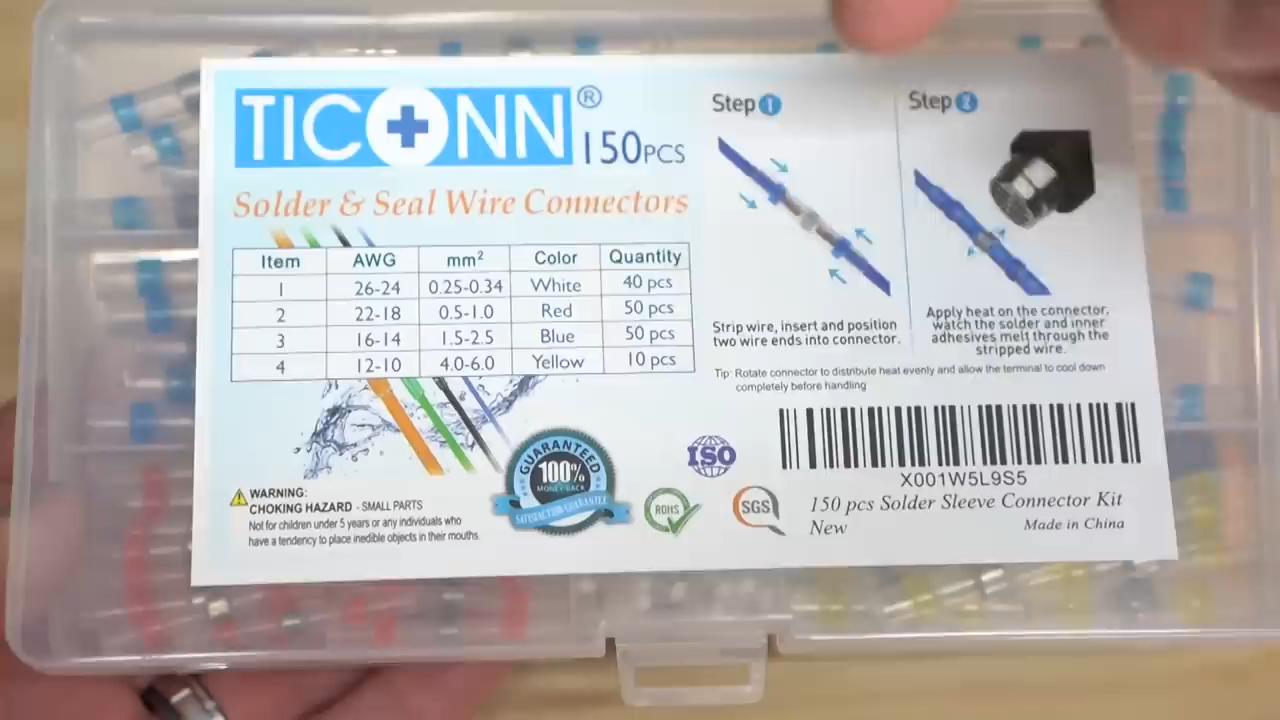 TICONN®
150PCS
Solder & Seal Wire Connectors
Item AWG mm² Color Quantity
1 26-24 0.25-0.34 White 40 pcs
2 22-18 0.5-1.0 Red 50 pcs
3 16-14 1.5-2.5 Blue 50 pcs
4 12-10 4.0-6.0 Yellow 10 pcs
WARNING:
CHOKING HAZARD - SMALL PARTS
Not for children under 5 years or any individuals who
have a tendency to place inedible objects in their mouths.
GUARANTEED
100%
MONEY BACK
SATISFACTION GUARANTEE
ISO
ROHS
SGS
Step 1
Strip wire, insert and position
two wire ends into connector.
Step 2
Apply heat on the connector,
watch the solder and inner
adhesives melt through the
stripped wire.
Tip: Rotate connector to distribute heat evenly and allow the terminal to cool down
completely before handling
X001W5L9S5
150 pcs Solder Sleeve Connector Kit
New
Made in China